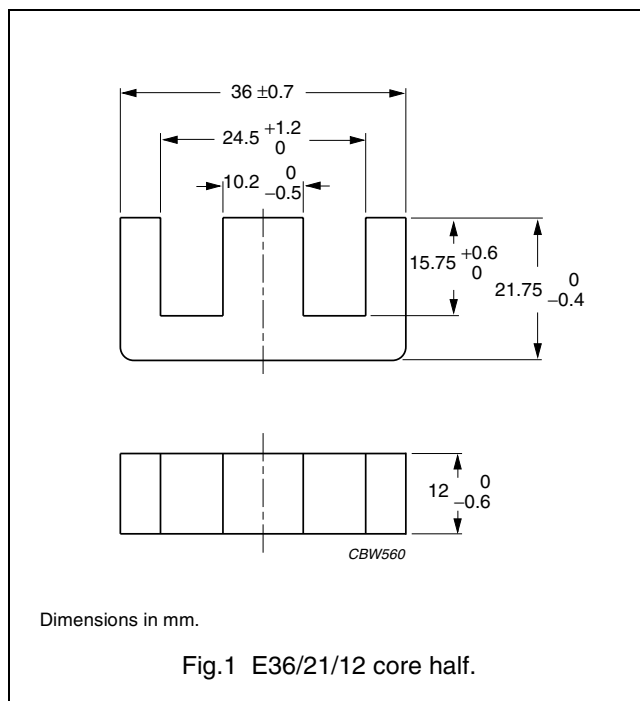 36 ±0.7
24.5 +1.2 0
10.2 0 −0.5
15.75 +0.6 0
21.75 0 −0.4
12 0 −0.6
CBW560
Dimensions in mm.
Fig.1 E36/21/12 core half.